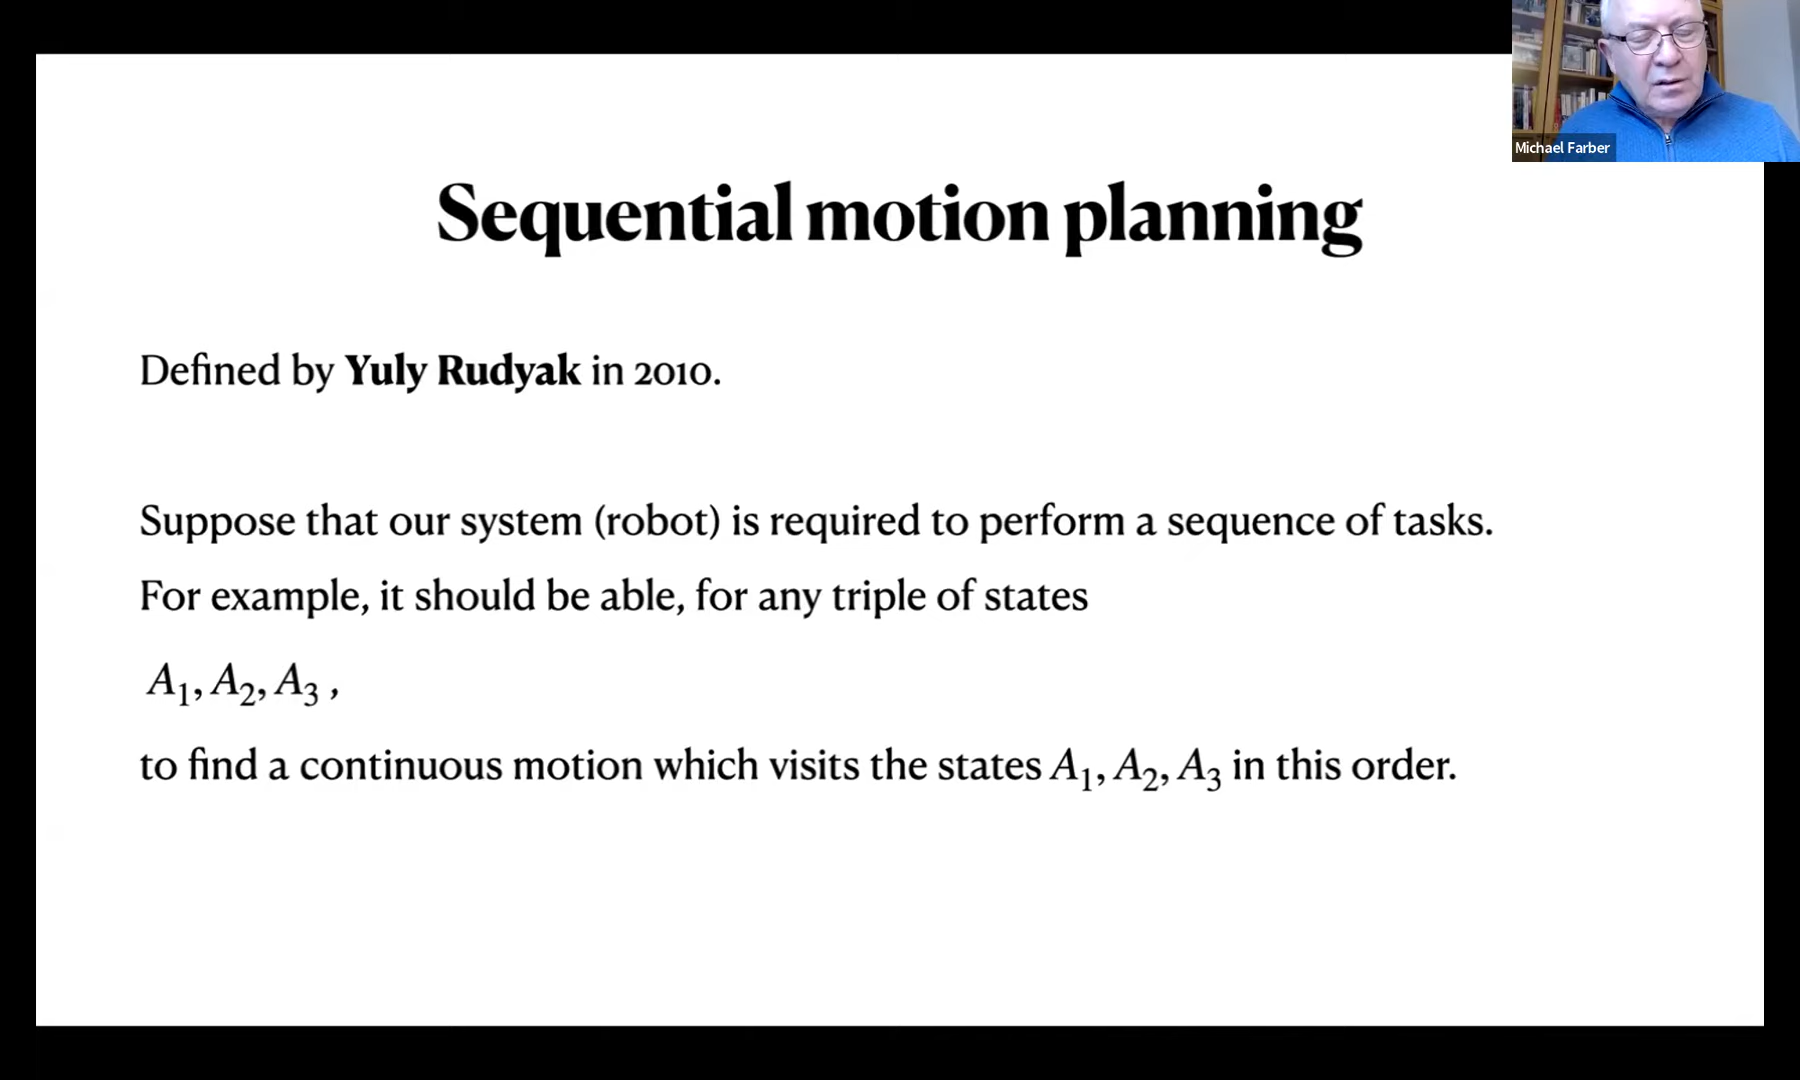 Michael Farber
Sequential motion planning
Defined by Yuly Rudyak in 2010.
Suppose that our system (robot) is required to perform a sequence of tasks.
For example, it should be able, for any triple of states
A₁, A₂, A₃ ,
to find a continuous motion which visits the states A₁, A₂, A₃ in this order.